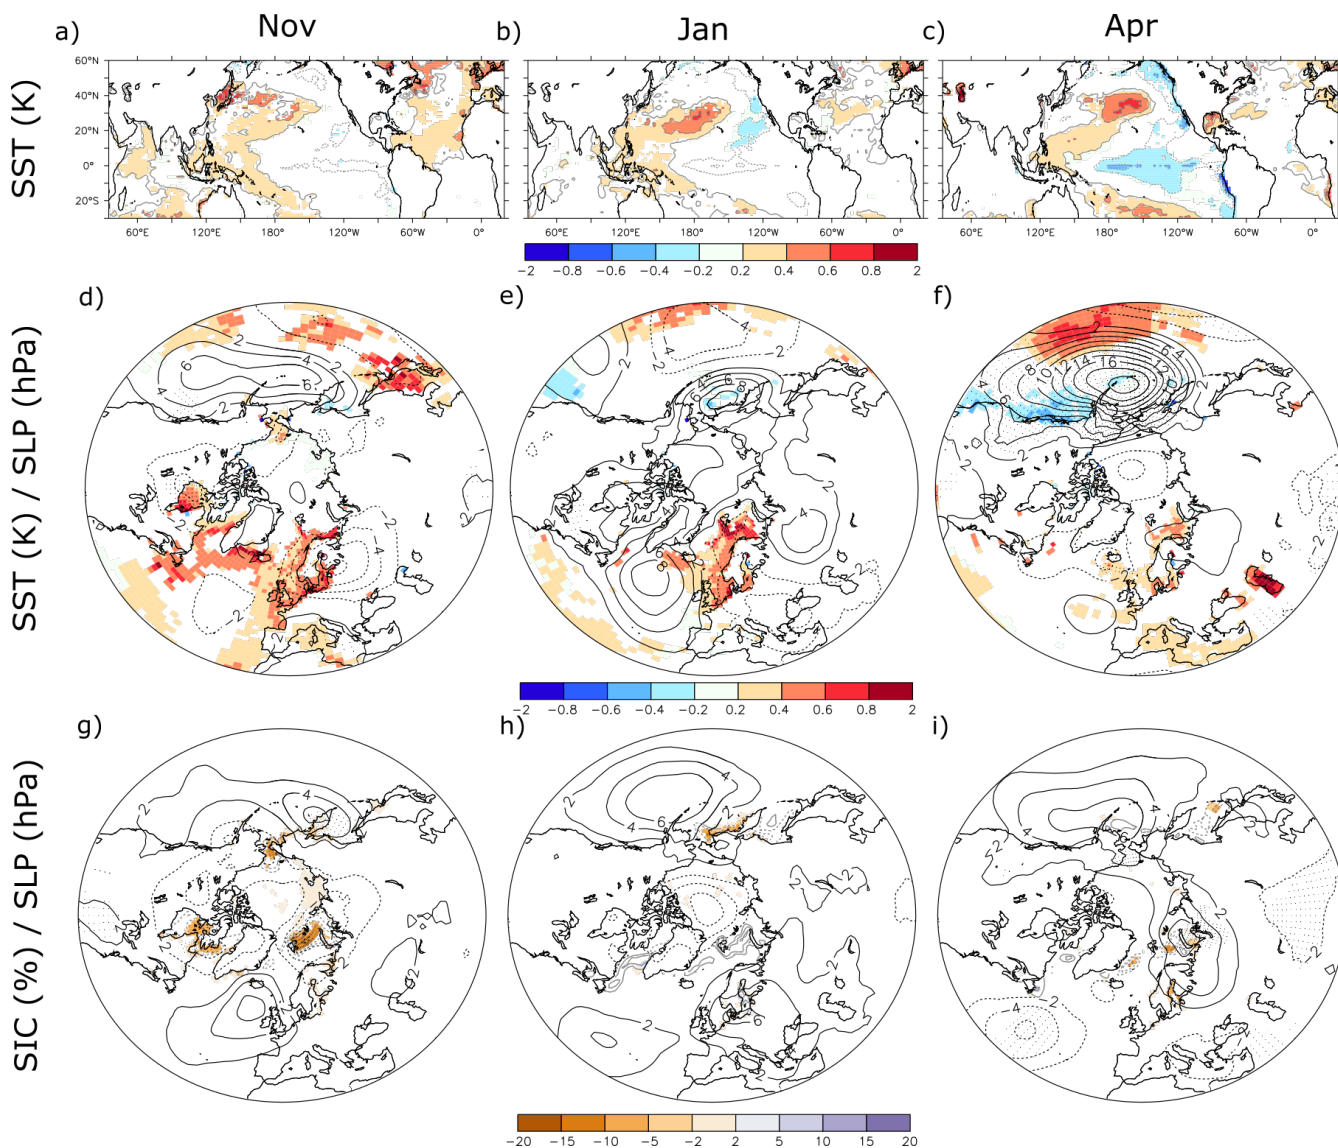 Nov Jan Apr
a) b) c)
SST (K)
60°N
40°N
20°N
0°
20°S
60°E 120°E 180° 120°W 60°W 0°
60°E 120°E 180° 120°W 60°W 0°
60°E 120°E 180° 120°W 60°W 0°
−2 −0.8 −0.6 −0.4 −0.2 0.2 0.4 0.6 0.8 2
d) e) f)
SST (K) / SLP (hPa)
−2 −0.8 −0.6 −0.4 −0.2 0.2 0.4 0.6 0.8 2
g) h) i)
SIC (%) / SLP (hPa)
−20 −15 −10 −5 −2 2 5 10 15 20